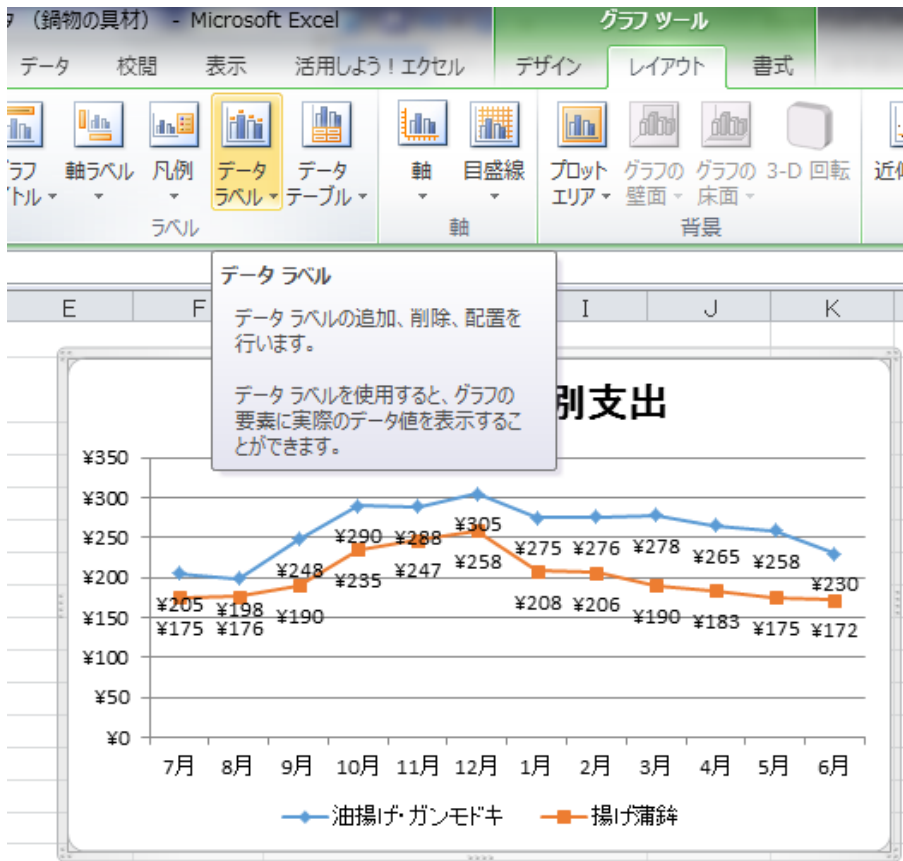 （鍋物の具材） - Microsoft Excel
グラフ ツール
データ 校閲 表示 活用しよう！エクセル デザイン レイアウト 書式
軸ラベル
凡例
データ
ラベル
データ
テーブル
軸
目盛線
プロット
エリア
グラフの
壁面
グラフの
床面
3-D 回転
ラベル
軸
背景
データ ラベル
データ ラベルの追加、削除、配置を
行います。
データ ラベルを使用すると、グラフの
要素に実際のデータ値を表示するこ
とができます。
E F I J K
別支出
¥350
¥300
¥250
¥200
¥150
¥100
¥50
¥0
¥205 ¥198 ¥248 ¥290 ¥288 ¥305 ¥275 ¥276 ¥278 ¥265 ¥258 ¥230
¥175 ¥176 ¥190 ¥235 ¥247 ¥258 ¥208 ¥206 ¥190 ¥183 ¥175 ¥172
7月 8月 9月 10月 11月 12月 1月 2月 3月 4月 5月 6月
油揚げ・ガンモドキ 揚げ蒲鉾